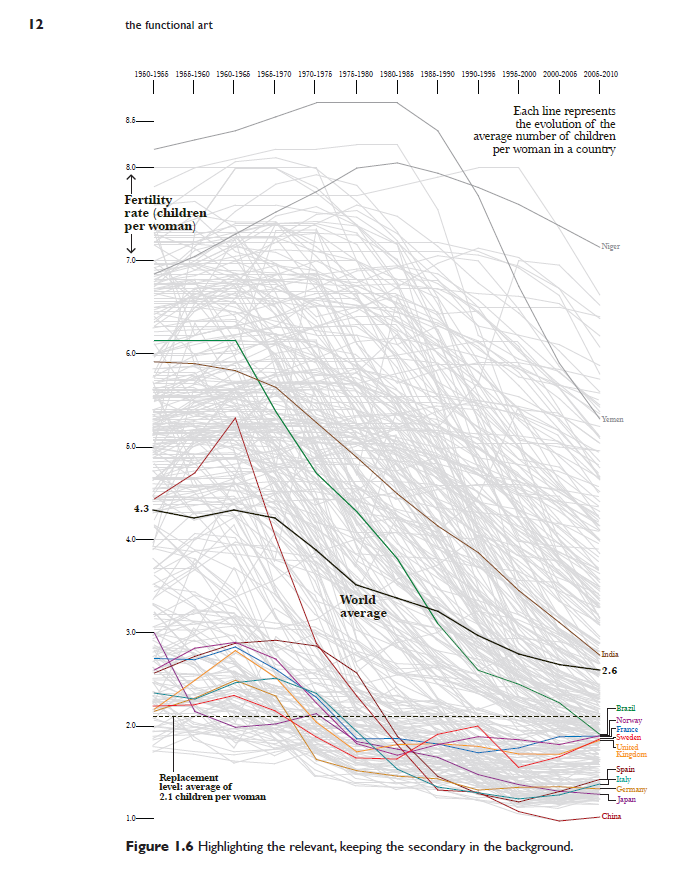 12
the functional art
1950-1955 1955-1960 1960-1965 1965-1970 1970-1975 1975-1980 1980-1985 1985-1990 1990-1995 1995-2000 2000-2005 2005-2010
Each line represents
the evolution of the
average number of children
per woman in a country
8.5
8.0
Fertility
rate (children
per woman)
7.0
Niger
6.0
Yemen
5.0
4.3
4.0
World
average
3.0
India
2.6
Brazil
Norway
France
Sweden
United
Kingdom
2.0
Spain
Italy
Germany
Japan
Replacement
level: average of
2.1 children per woman
1.0
China
Figure 1.6 Highlighting the relevant, keeping the secondary in the background.